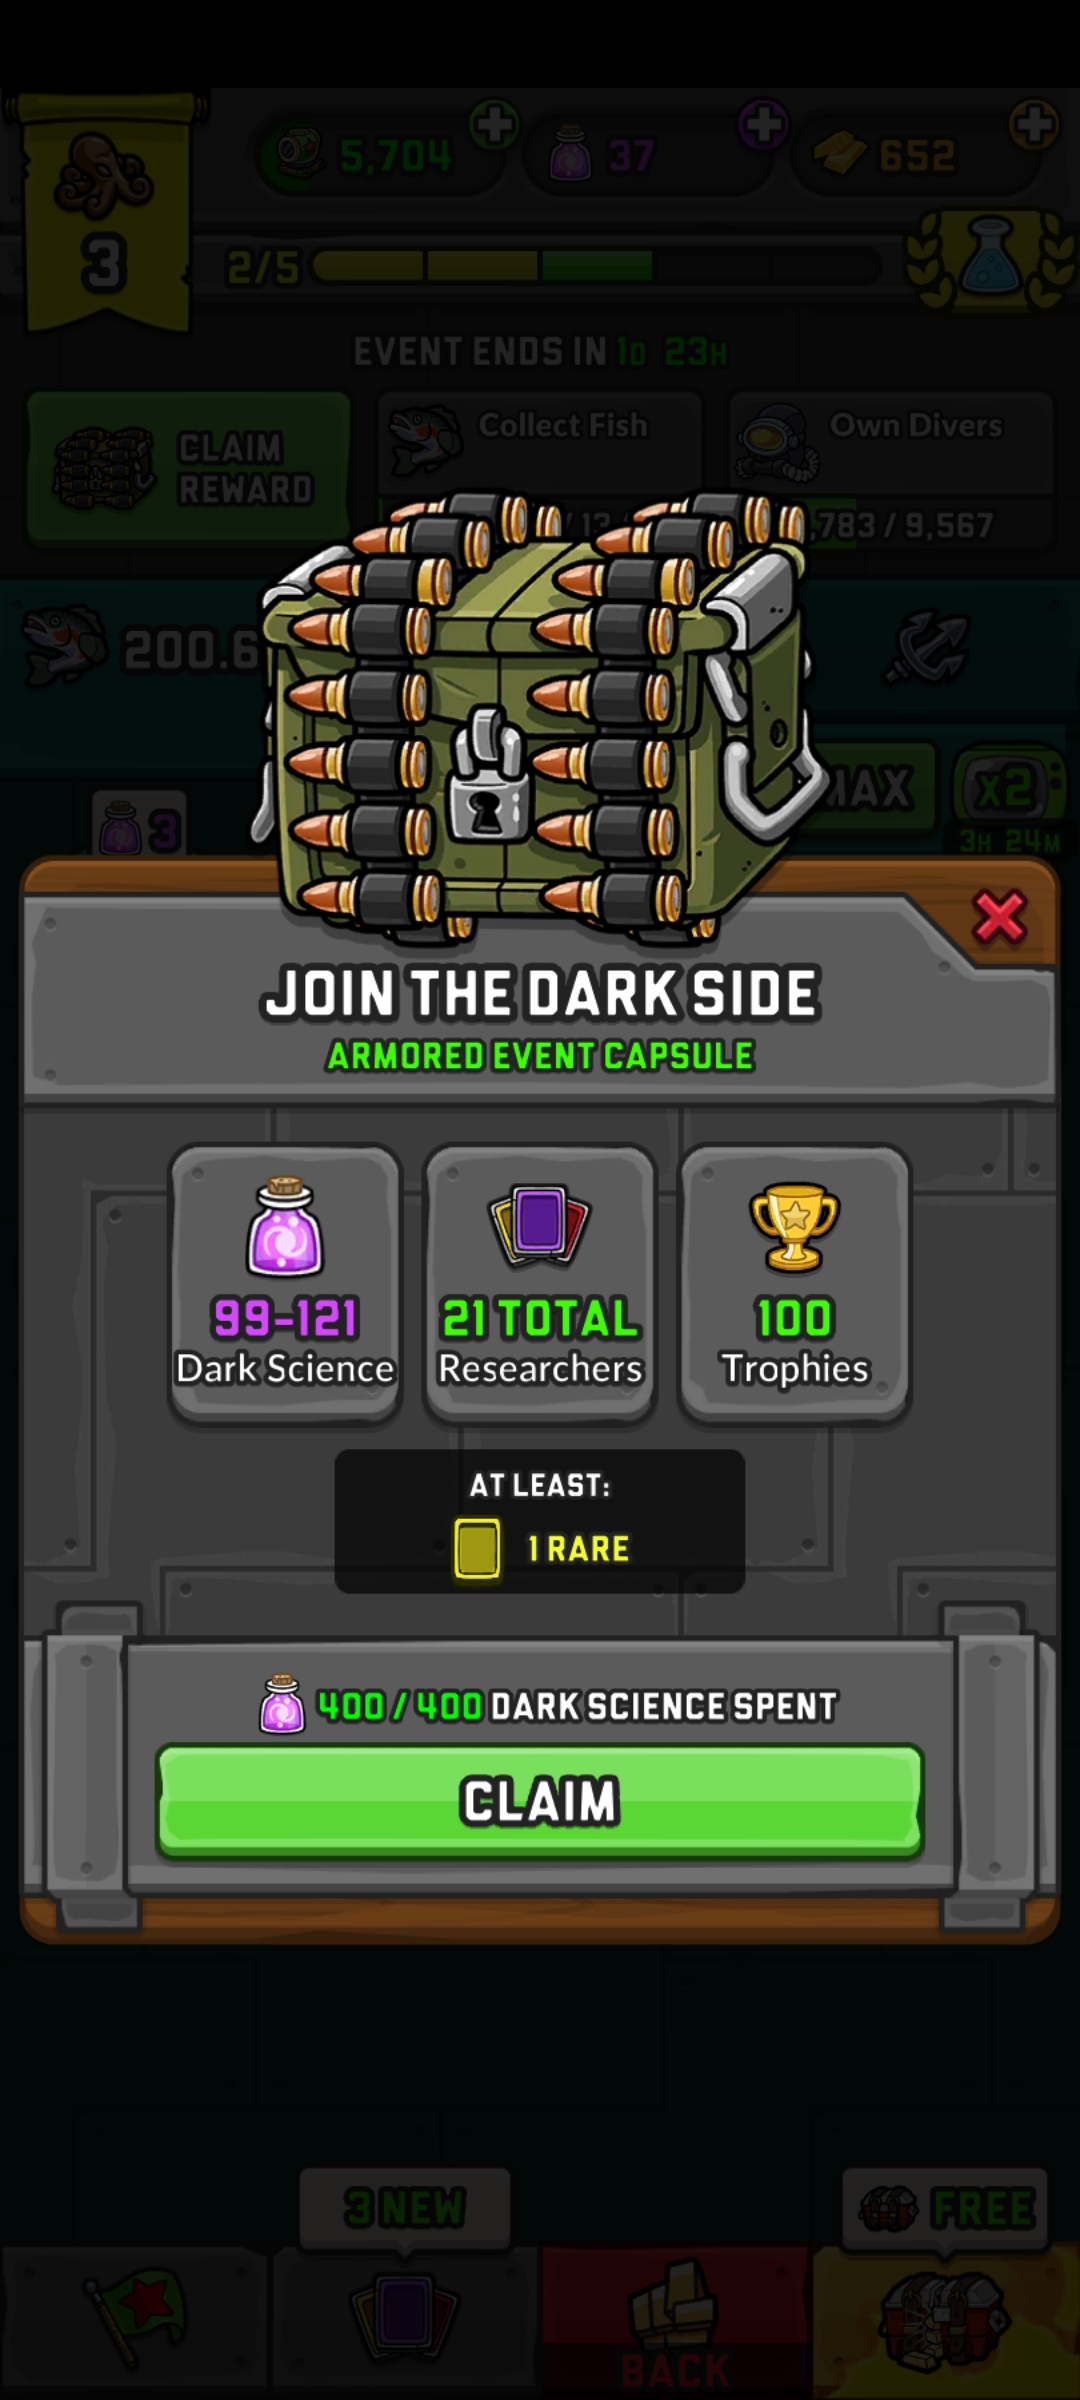 5,704
37
652
3
2/5
EVENT ENDS IN 1D 23H
CLAIM
REWARD
Collect Fish
Own Divers
,783 / 9,567
200.6
MAX
x2
3
3H 24M
JOIN THE DARK SIDE
ARMORED EVENT CAPSULE
99-121
Dark Science
21 TOTAL
Researchers
100
Trophies
AT LEAST:
1 RARE
400 / 400 DARK SCIENCE SPENT
CLAIM
3 NEW
FREE
BACK